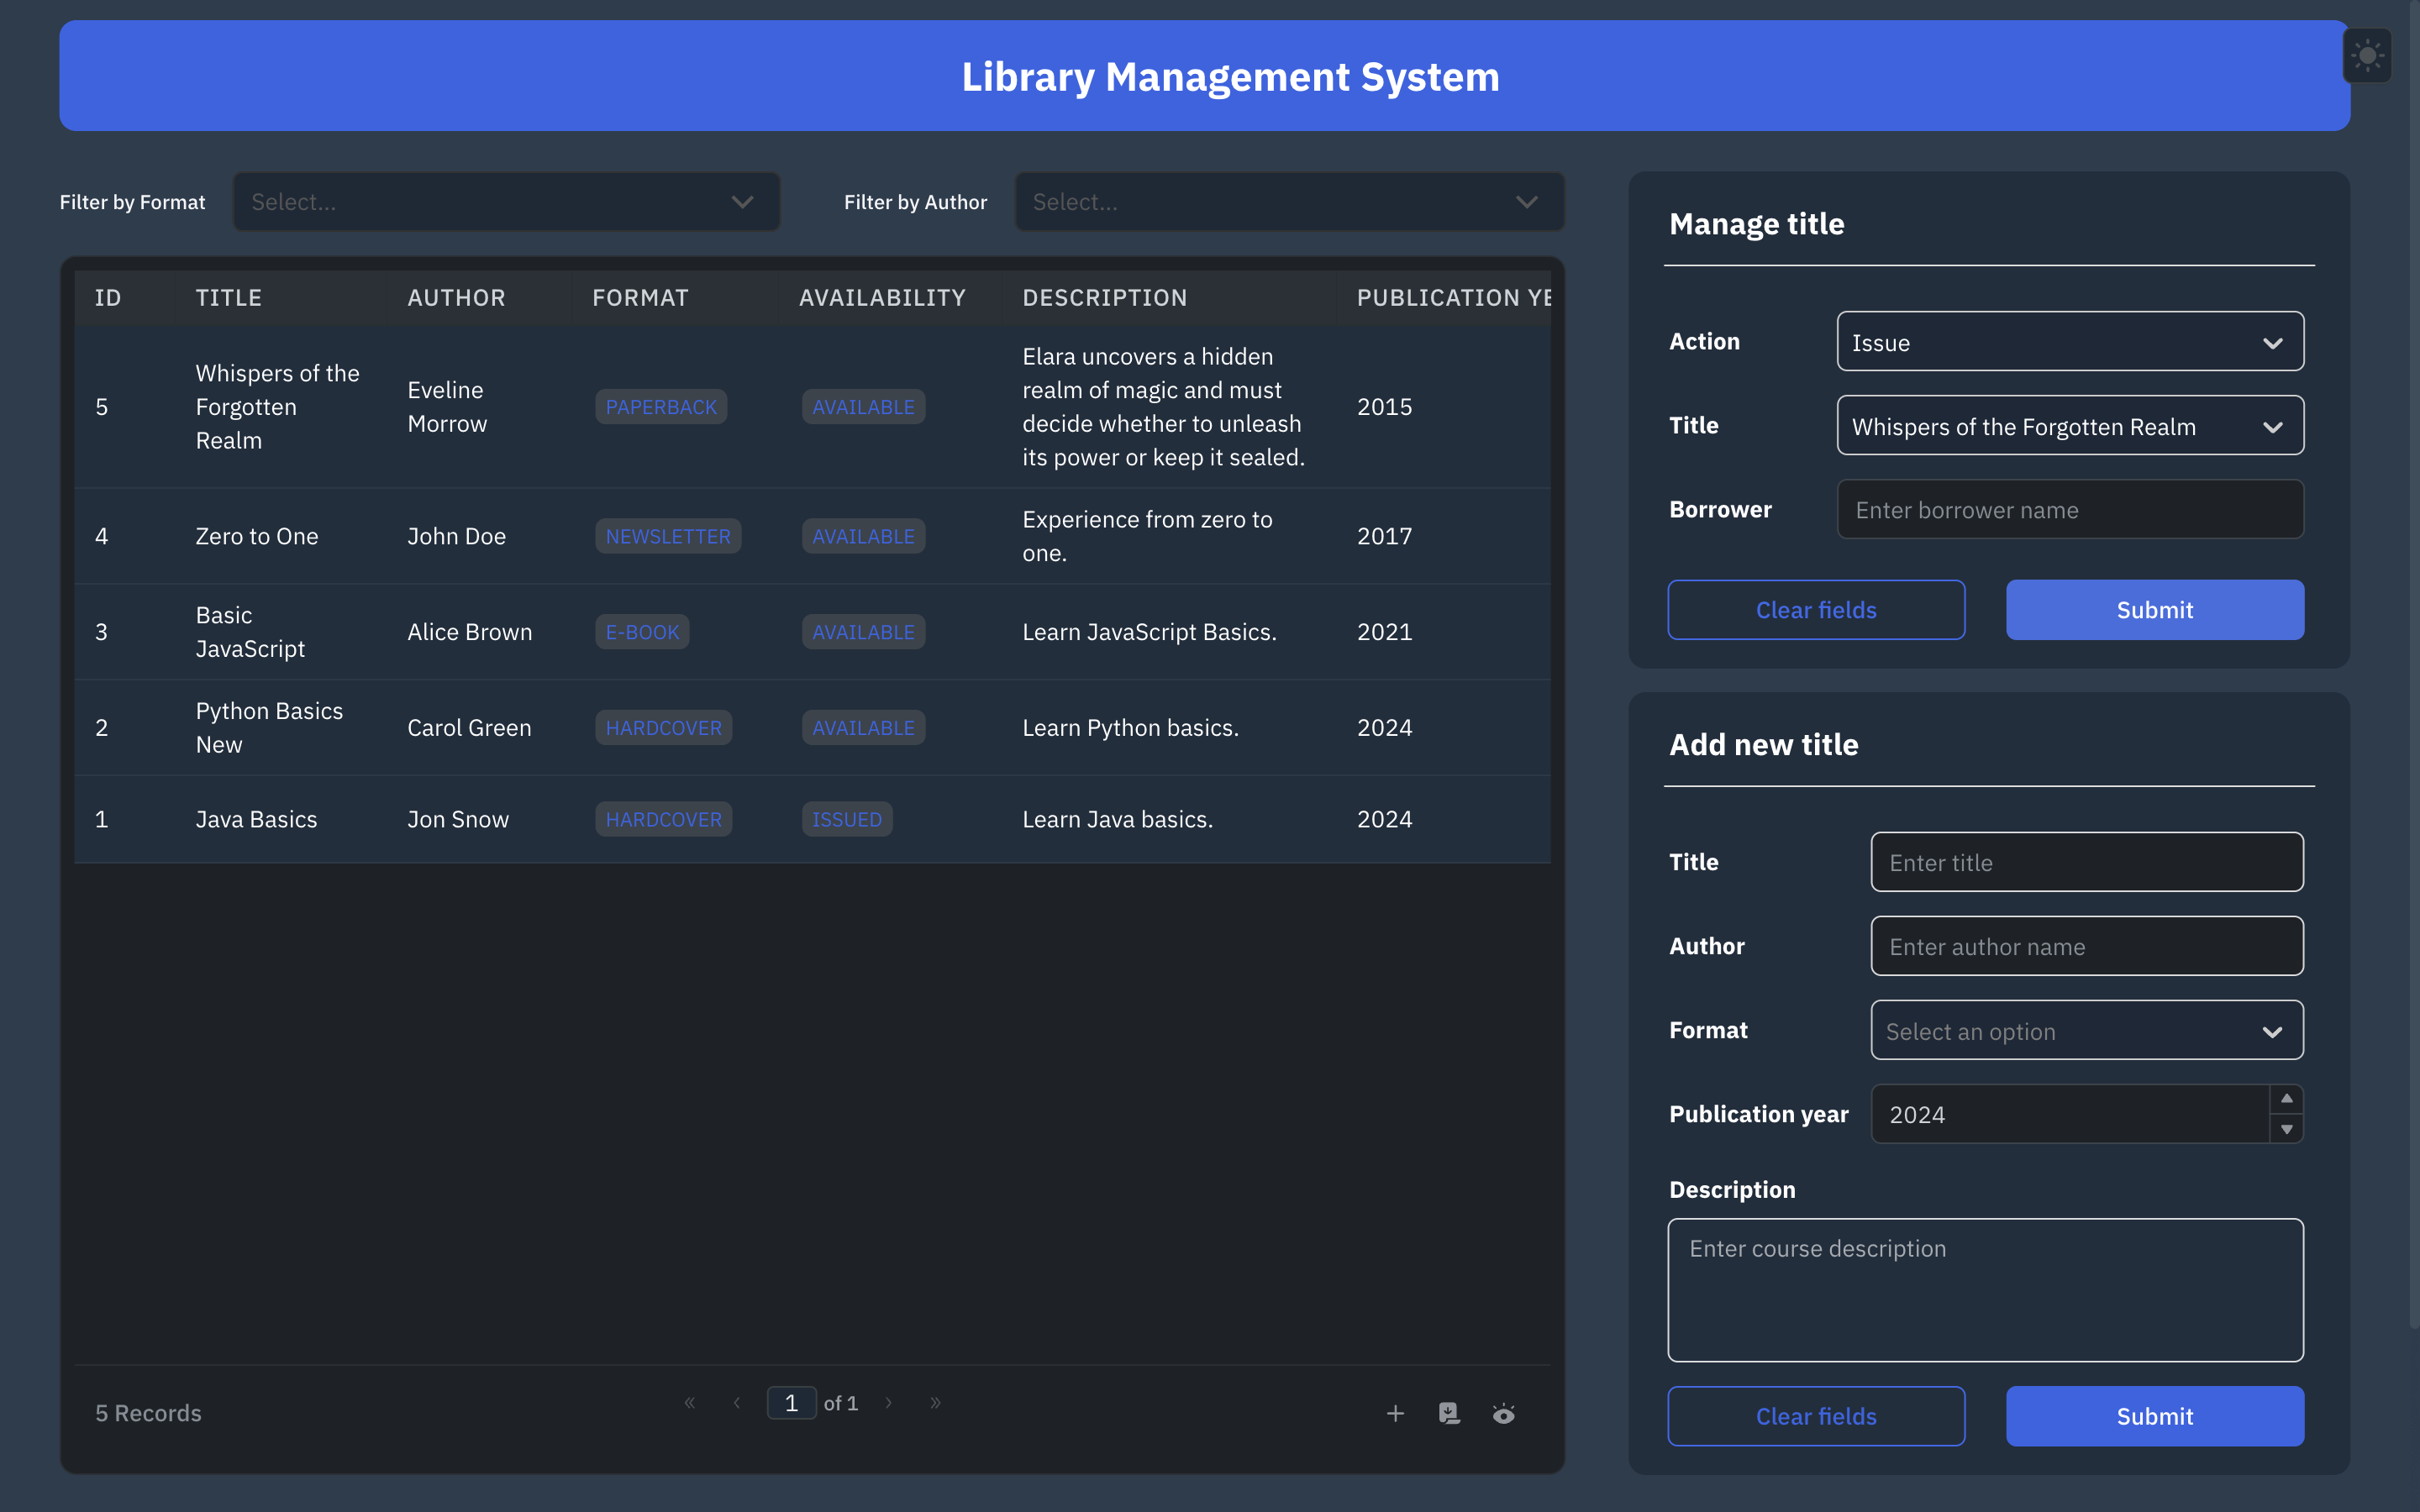 Library Management System
Filter by Format
Select...
Filter by Author
Select...
ID TITLE AUTHOR FORMAT AVAILABILITY DESCRIPTION PUBLICATION YE
5
Whispers of the
Forgotten
Realm
Eveline
Morrow
PAPERBACK
AVAILABLE
Elara uncovers a hidden
realm of magic and must
decide whether to unleash
its power or keep it sealed.
2015
4
Zero to One
John Doe
NEWSLETTER
AVAILABLE
Experience from zero to
one.
2017
3
Basic
JavaScript
Alice Brown
E-BOOK
AVAILABLE
Learn JavaScript Basics.
2021
2
Python Basics
New
Carol Green
HARDCOVER
AVAILABLE
Learn Python basics.
2024
1
Java Basics
Jon Snow
HARDCOVER
ISSUED
Learn Java basics.
2024
5 Records
« ‹ 1 of 1 › »
Manage title
Action
Issue
Title
Whispers of the Forgotten Realm
Borrower
Enter borrower name
Clear fields
Submit
Add new title
Title
Enter title
Author
Enter author name
Format
Select an option
Publication year
2024
Description
Enter course description
Clear fields
Submit